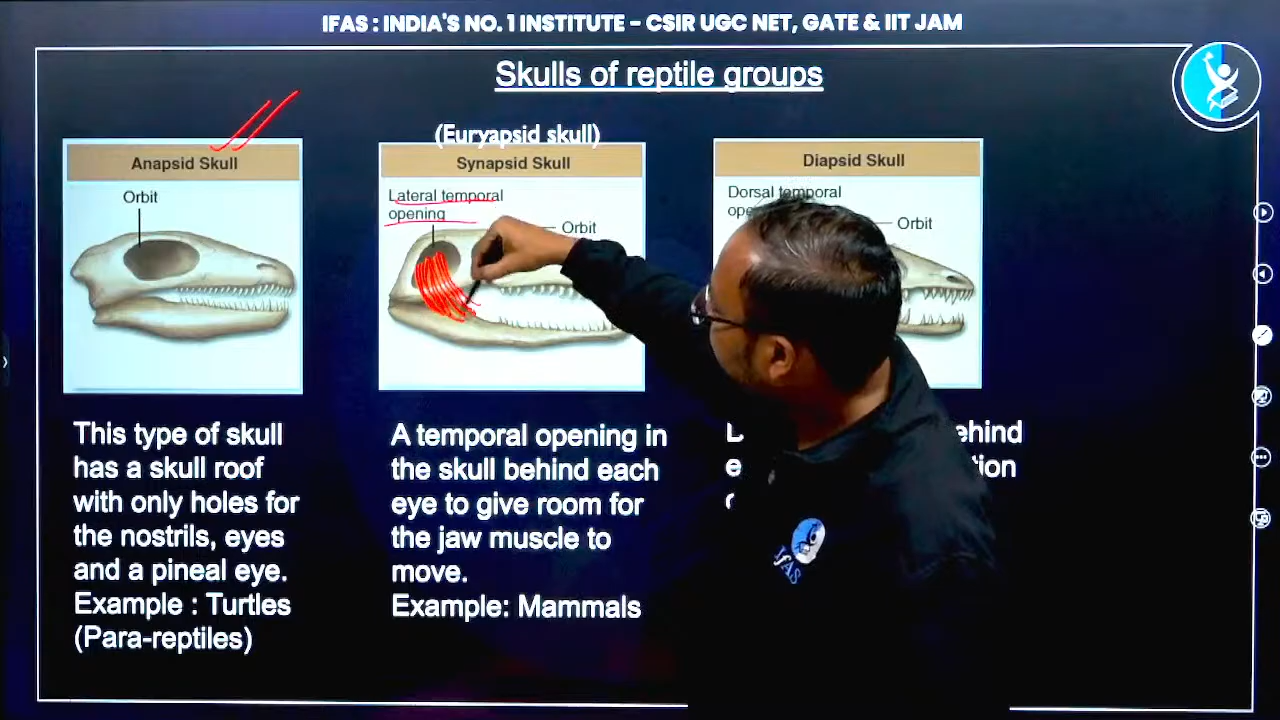 IFAS : INDIA'S NO. 1 INSTITUTE - CSIR UGC NET, GATE & IIT JAM
Skulls of reptile groups
Anapsid Skull
Orbit
This type of skull
has a skull roof
with only holes for
the nostrils, eyes
and a pineal eye.
Example : Turtles
(Para-reptiles)
(Euryapsid skull)
Synapsid Skull
Lateral temporal
opening
Orbit
A temporal opening in
the skull behind each
eye to give room for
the jaw muscle to
move.
Example: Mammals
Diapsid Skull
Dorsal temporal
Orbit
IFAS